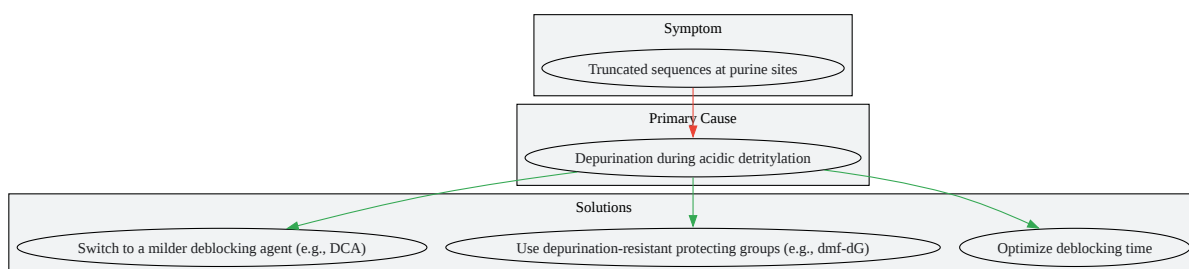 Symptom
Truncated sequences at purine sites
Primary Cause
Depurination during acidic detritylation
Solutions
Switch to a milder deblocking agent (e.g., DCA)
Use depurination-resistant protecting groups (e.g., dmf-dG)
Optimize deblocking time